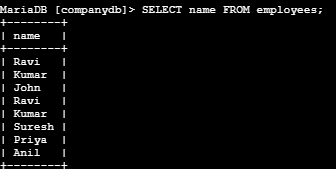 MariaDB [companydb]> SELECT name FROM employees;
+--------+
| name   |
+--------+
| Ravi   |
| Kumar  |
| John   |
| Ravi   |
| Kumar  |
| Suresh |
| Priya  |
| Anil   |
+--------+